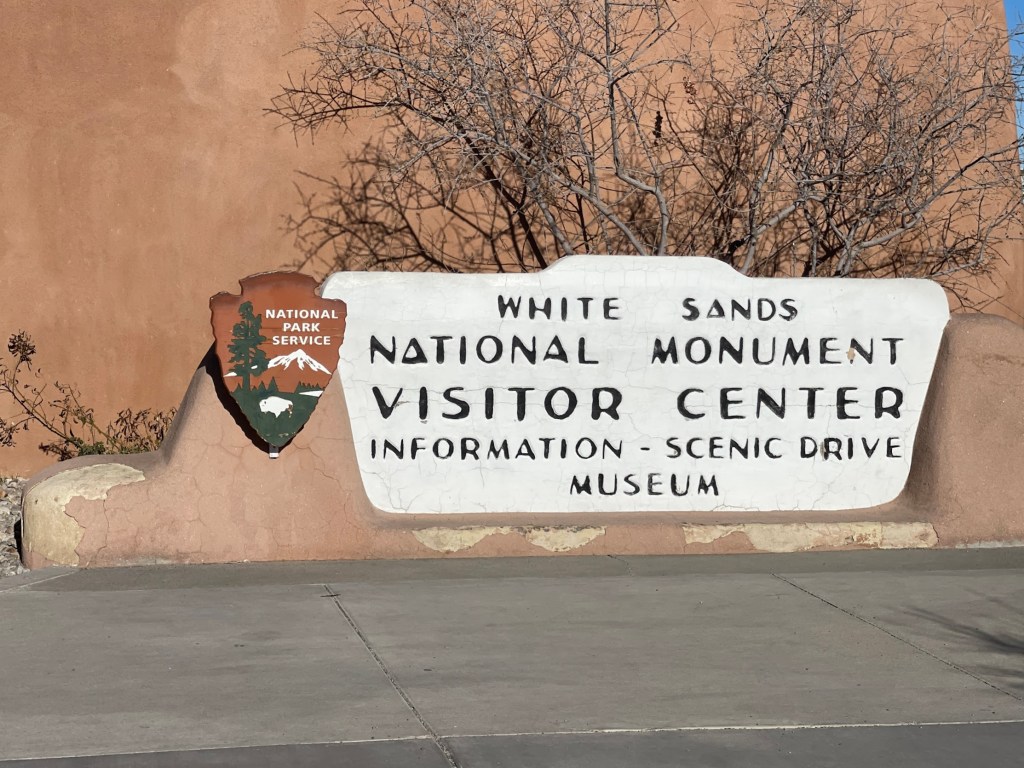 NATIONAL
PARK
SERVICE
WHITE SANDS
NATIONAL MONUMENT
VISITOR CENTER
INFORMATION - SCENIC DRIVE
MUSEUM